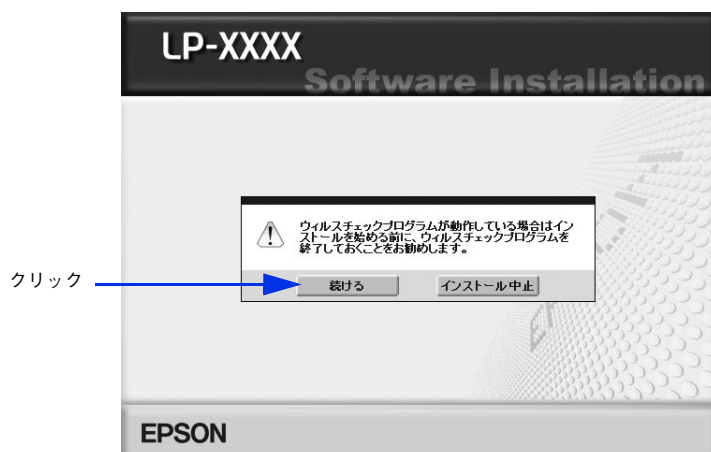 LP-XXXX
Software Installation
ウィルスチェックプログラムが動作している場合はイン
ストールを始める前に、ウィルスチェックプログラムを
終了しておくことをお勧めします。
クリック
続ける
インストール中止
EPSON